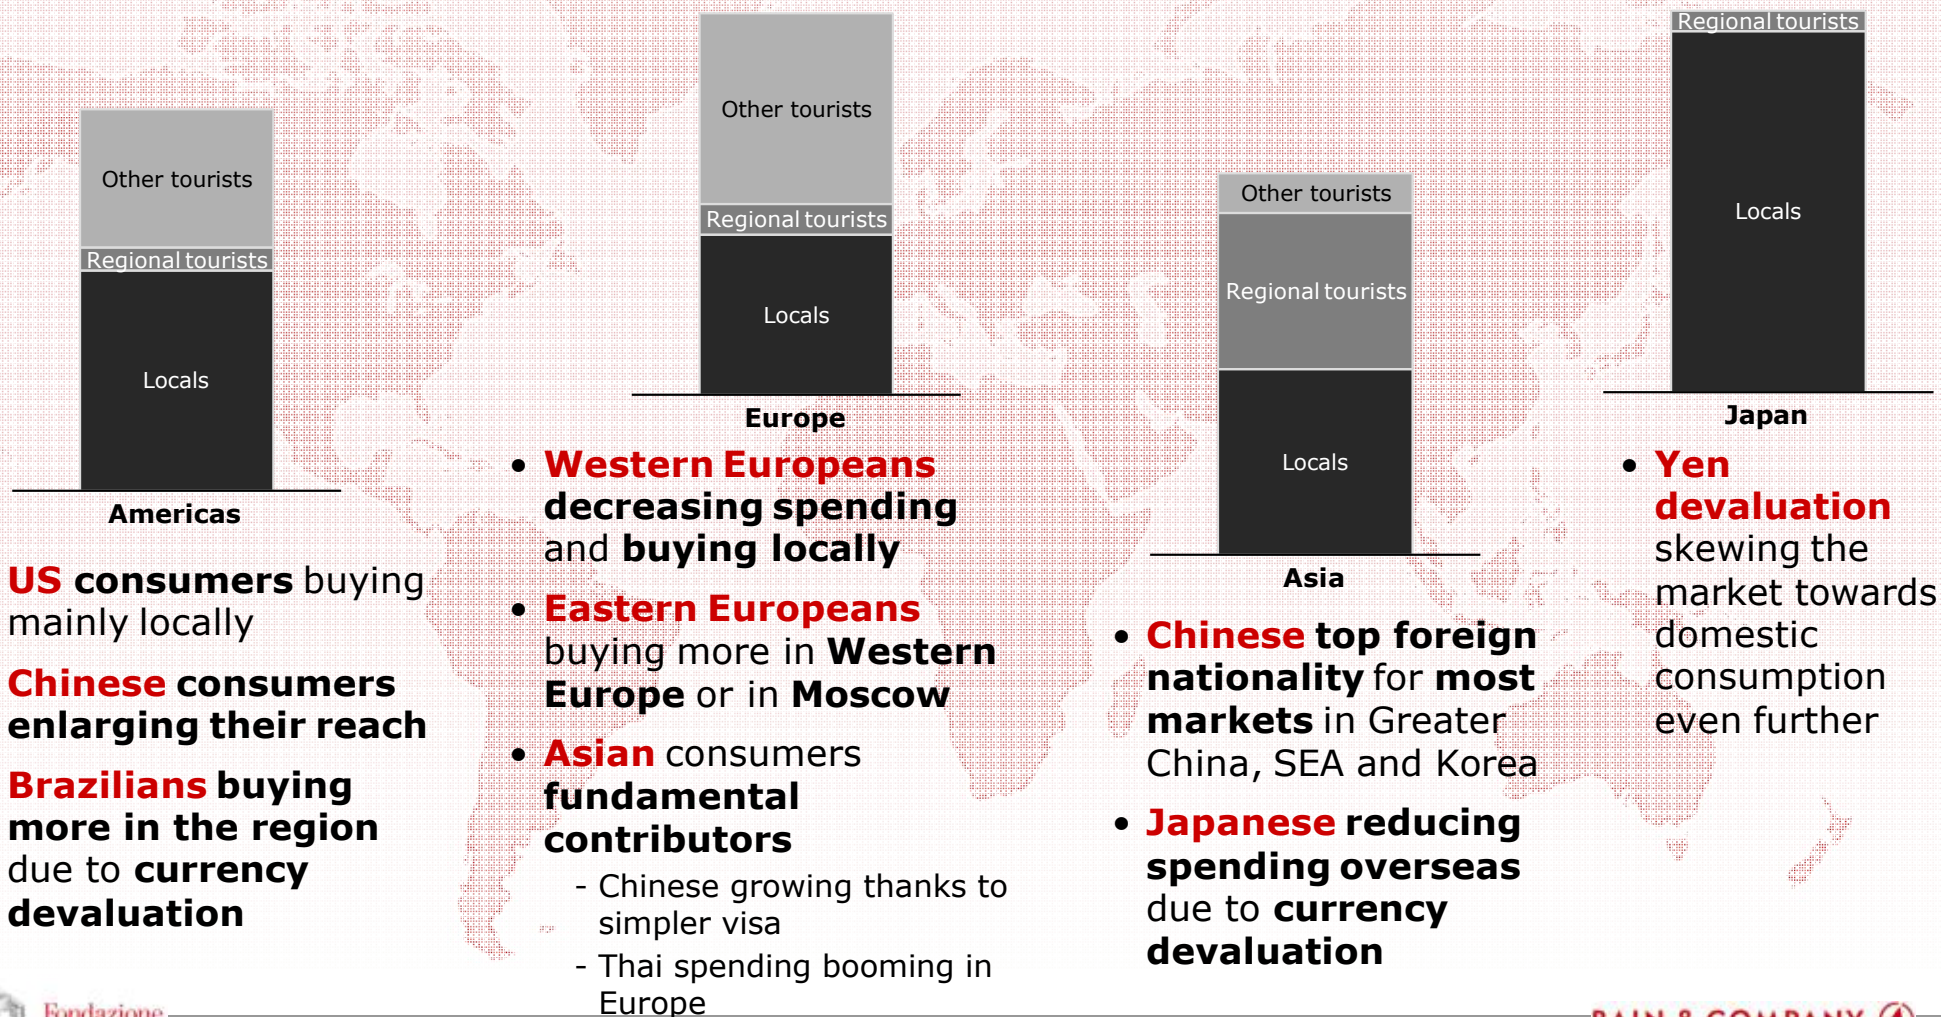 Other tourists
Regional tourists
Locals
Americas
US consumers buying
mainly locally
Chinese consumers
enlarging their reach
Brazilians buying
more in the region
due to currency
devaluation
Other tourists
Regional tourists
Locals
Europe
• Western Europeans
decreasing spending
and buying locally
• Eastern Europeans
buying more in Western
Europe or in Moscow
• Asian consumers
fundamental
contributors
- Chinese growing thanks to
simpler visa
- Thai spending booming in
Europe
Other tourists
Regional tourists
Locals
Asia
• Chinese top foreign
nationality for most
markets in Greater
China, SEA and Korea
• Japanese reducing
spending overseas
due to currency
devaluation
Regional tourists
Locals
Japan
• Yen
devaluation
skewing the
market towards
domestic
consumption
even further
Fondazione
BAIN & COMPANY